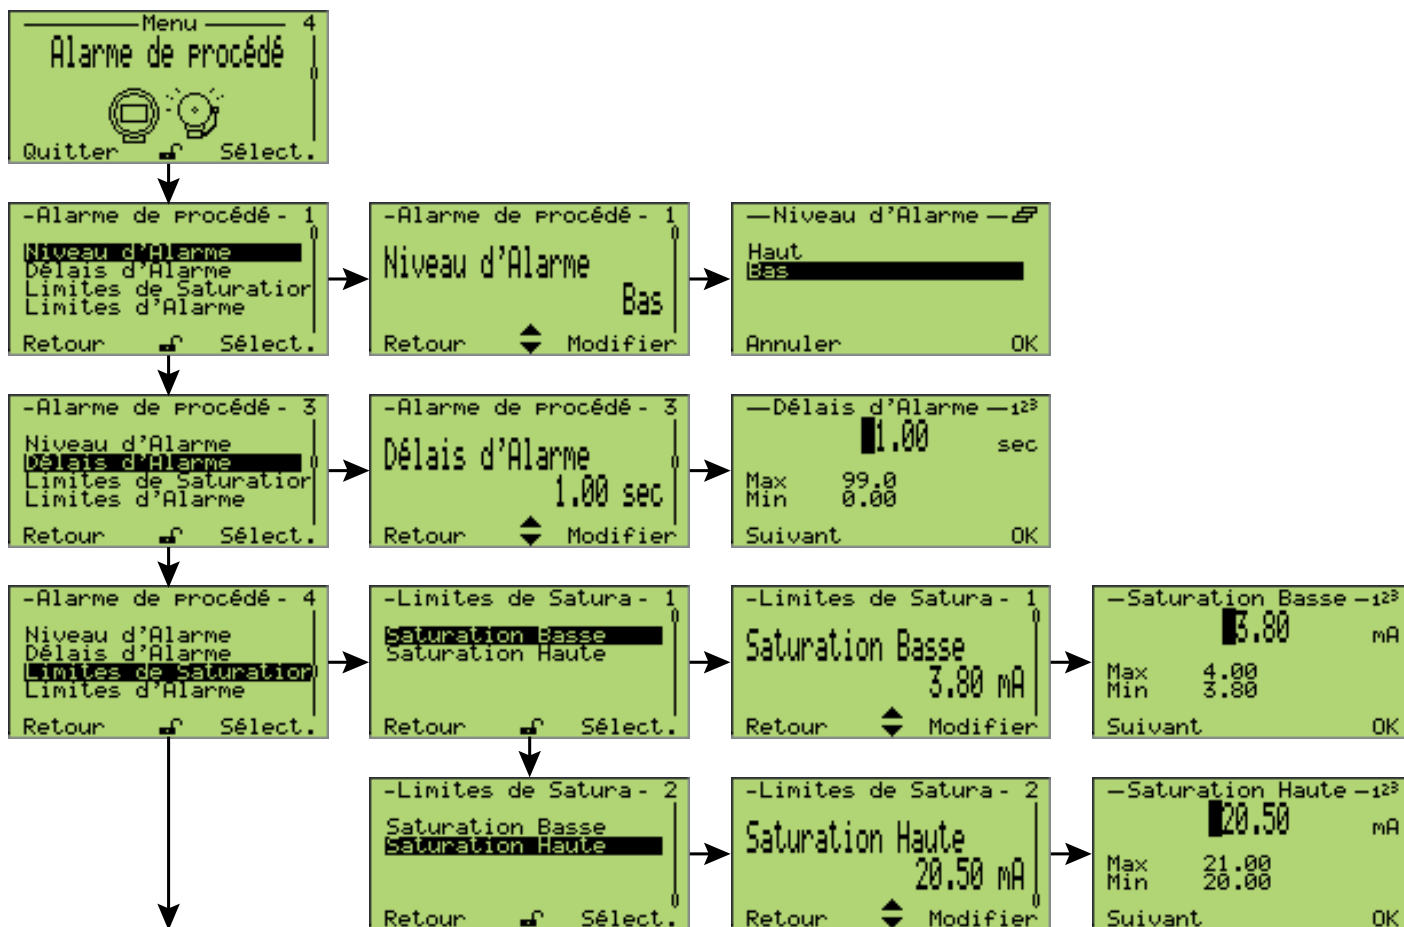 Menu 4
Alarme de procédé
Quitter Sélect.
-Alarme de procédé- 1
Niveau d'Alarme
Délais d'Alarme
Limites de Saturation
Limites d'Alarme
Retour Sélect.
-Alarme de procédé- 1
Niveau d'Alarme
Bas
Retour Modifier
—Niveau d'Alarme—
Haut
Bas
Annuler OK
-Alarme de procédé- 3
Niveau d'Alarme
Délais d'Alarme
Limites de Saturation
Limites d'Alarme
Retour Sélect.
-Alarme de procédé- 3
Délais d'Alarme
1.00 sec
Retour Modifier
—Délais d'Alarme—123
1.00 sec
Max 99.0
Min 0.00
Suivant OK
-Alarme de procédé- 4
Niveau d'Alarme
Délais d'Alarme
Limites de Saturation
Limites d'Alarme
Retour Sélect.
-Limites de Satura- 1
Saturation Basse
Saturation Haute
Retour Sélect.
-Limites de Satura- 1
Saturation Basse
3.80 mA
Retour Modifier
—Saturation Basse—123
3.80 mA
Max 4.00
Min 3.80
Suivant OK
-Limites de Satura- 2
Saturation Basse
Saturation Haute
Retour Sélect.
-Limites de Satura- 2
Saturation Haute
20.50 mA
Retour Modifier
—Saturation Haute—123
20.50 mA
Max 21.00
Min 20.00
Suivant OK